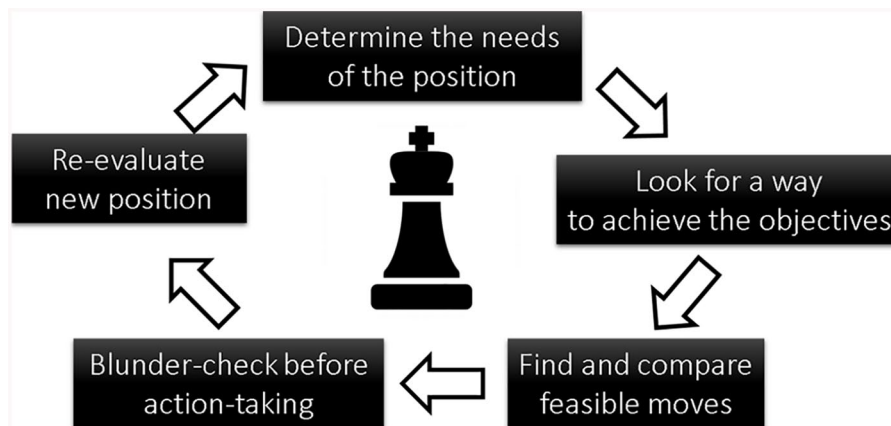 Determine the needs
of the position
Look for a way
to achieve the objectives
Find and compare
feasible moves
Blunder-check before
action-taking
Re-evaluate
new position